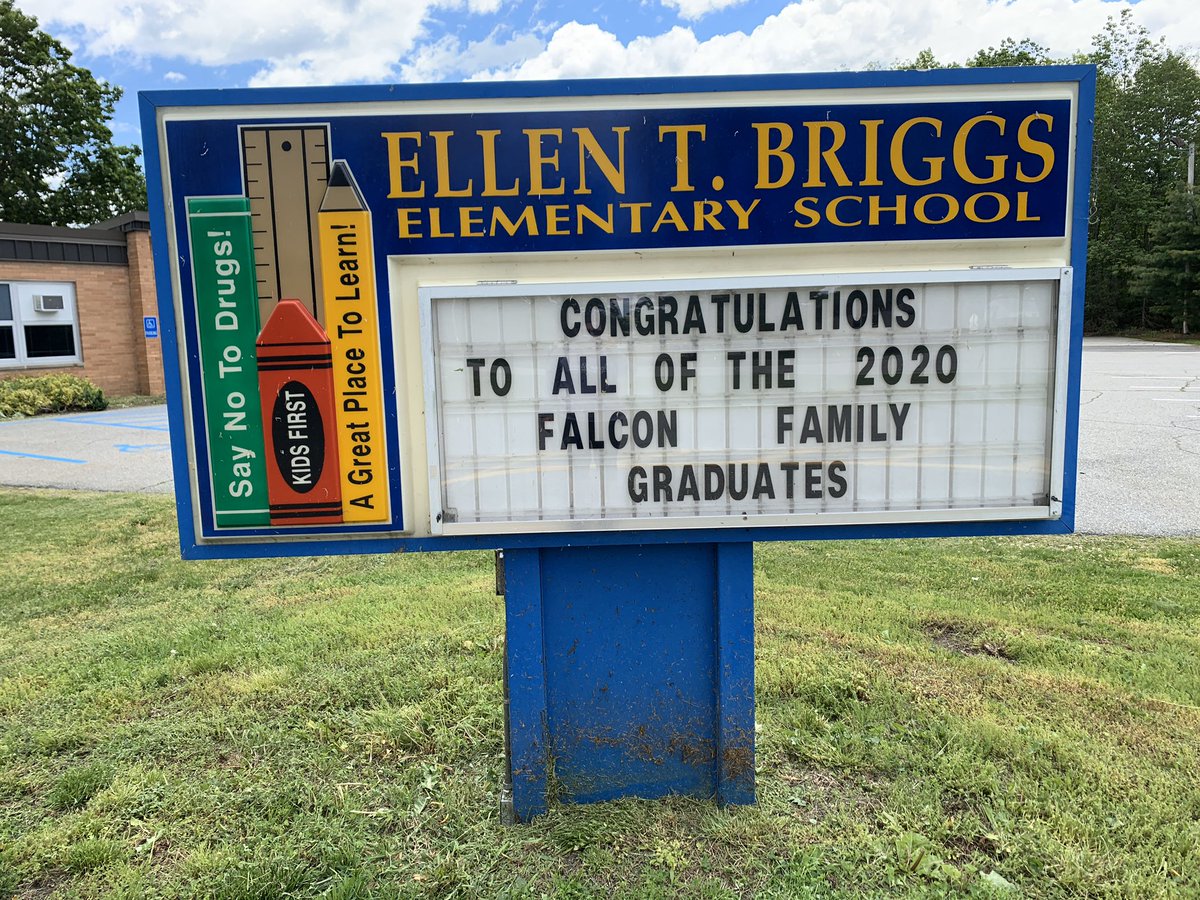 ELLEN T. BRIGGS
ELEMENTARY SCHOOL
Say No To Drugs!
KIDS FIRST
A Great Place To Learn!
CONGRATULATIONS
TO ALL OF THE 2020
FALCON FAMILY
GRADUATES